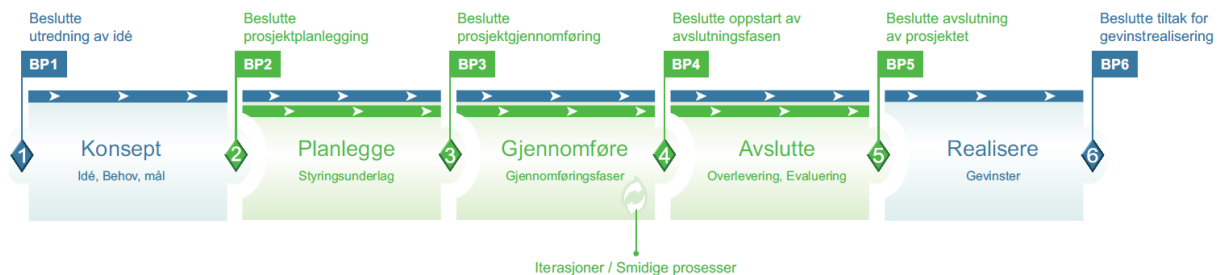 Beslutte
utredning av idé
BP1
Beslutte
prosjektplanlegging
BP2
Beslutte
prosjektgjennomføring
BP3
Beslutte oppstart av
avslutningsfasen
BP4
Beslutte avslutning
av prosjektet
BP5
Beslutte tiltak for
gevinstrealisering
BP6
1
Konsept
Idé, Behov, mål
2
Planlegge
Styringsunderlag
3
Gjennomføre
Gjennomføringsfaser
4
Avslutte
Overlevering, Evaluering
5
Realisere
Gevinster
6
Iterasjoner / Smidige prosesser